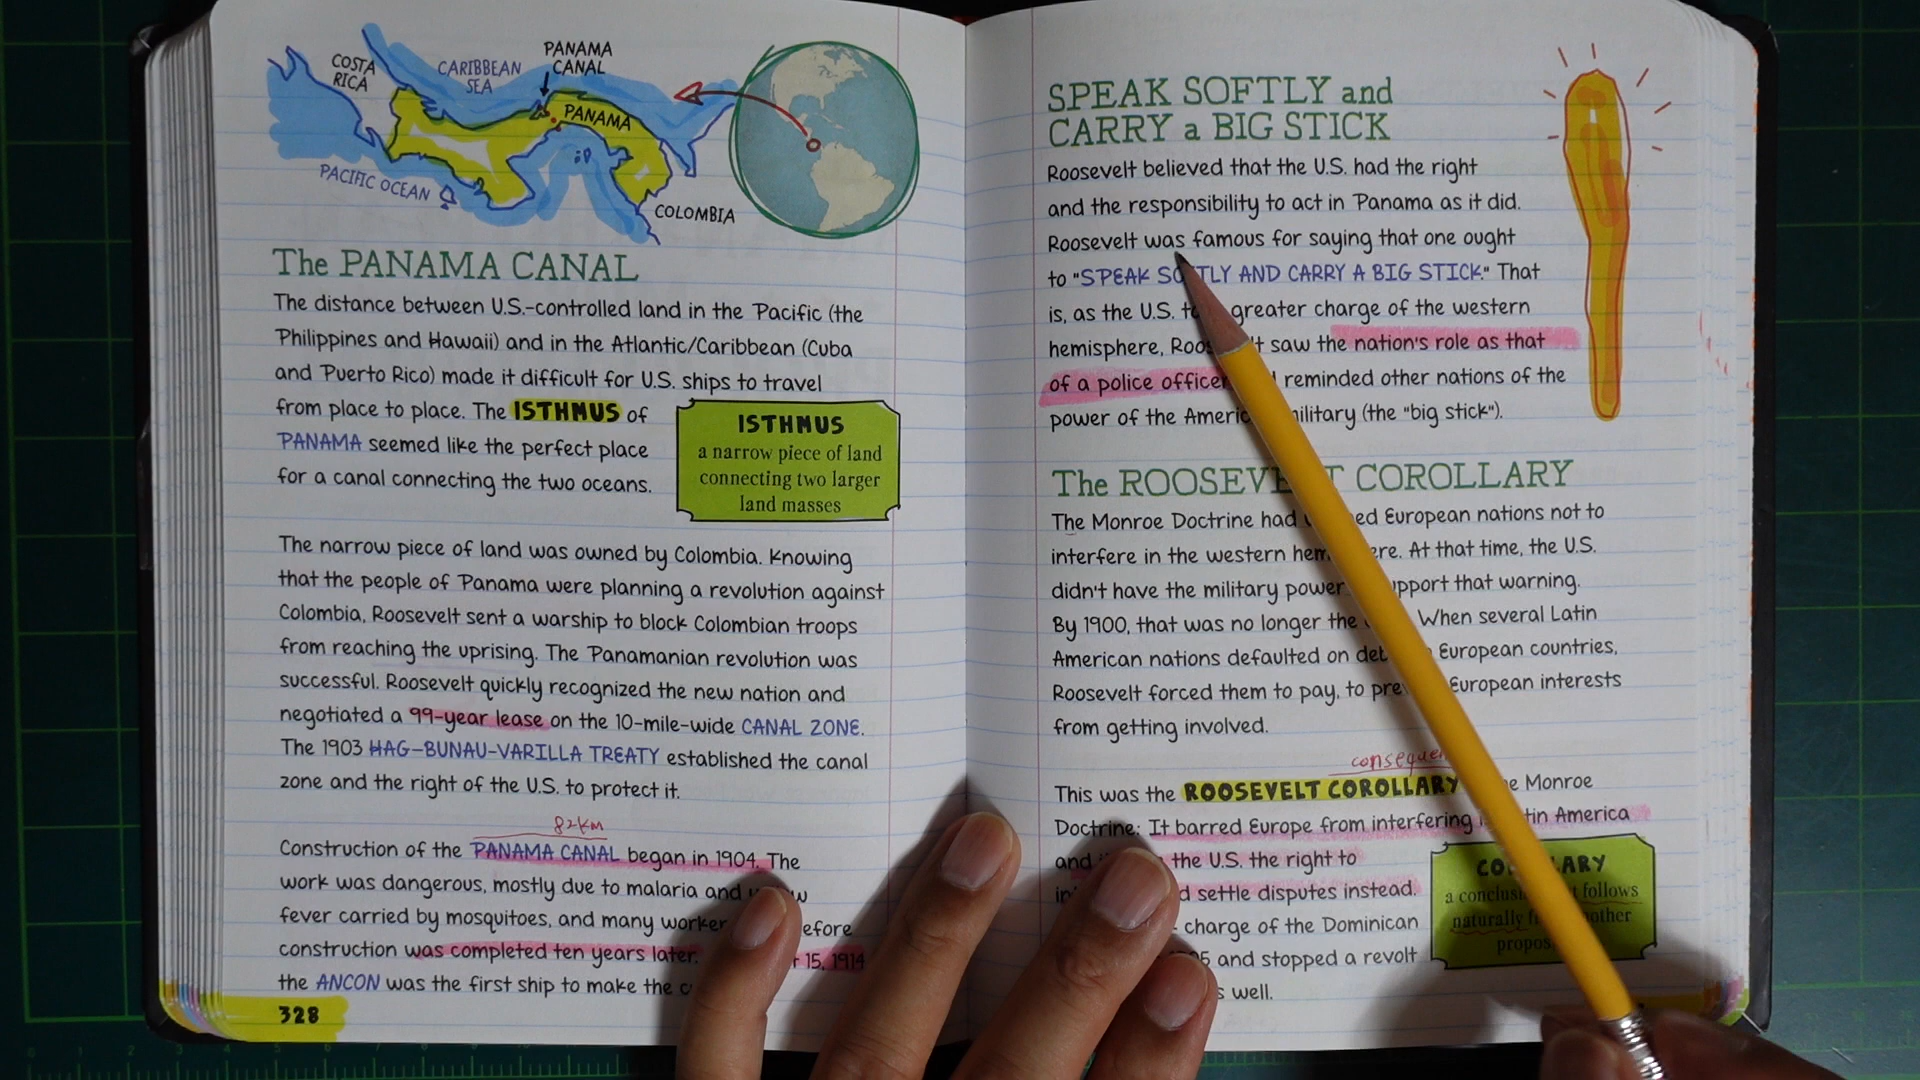 COSTA
RICA
CARIBBEAN
SEA
PANAMA
CANAL
PANAMA
PACIFIC OCEAN
COLOMBIA
The PANAMA CANAL
The distance between U.S.-controlled land in the Pacific (the
Philippines and Hawaii) and in the Atlantic/Caribbean (Cuba
and Puerto Rico) made it difficult for U.S. ships to travel
from place to place. The ISTHMUS of
PANAMA seemed like the perfect place
for a canal connecting the two oceans.
ISTHMUS
a narrow piece of land
connecting two larger
land masses
The narrow piece of land was owned by Colombia. Knowing
that the people of Panama were planning a revolution against
Colombia, Roosevelt sent a warship to block Colombian troops
from reaching the uprising. The Panamanian revolution was
successful. Roosevelt quickly recognized the new nation and
negotiated a 99-year lease on the 10-mile-wide CANAL ZONE.
The 1903 HAG-BUNAU-VARILLA TREATY established the canal
zone and the right of the U.S. to protect it.
82KM
Construction of the PANAMA CANAL began in 1904. The
work was dangerous, mostly due to malaria and
fever carried by mosquitoes, and many
construction was completed ten years later. 15, 1914
the ANCON was the first ship to make the
328
SPEAK SOFTLY and
CARRY a BIG STICK
Roosevelt believed that the U.S. had the right
and the responsibility to act in Panama as it did.
Roosevelt was famous for saying that one ought
to "SPEAK SOFTLY AND CARRY A BIG STICK." That
is, as the U.S. greater charge of the western
hemisphere, Roosevelt saw the nation's role as that
of a police officer reminded other nations of the
power of the American military (the "big stick").
The ROOSEVELT COROLLARY
The Monroe Doctrine had European nations not to
interfere in the western hemisphere. At that time, the U.S.
didn't have the military power support that warning.
By 1900, that was no longer the When several Latin
American nations defaulted on European countries,
Roosevelt forced them to pay, to European interests
from getting involved.
This was the ROOSEVELT COROLLARY Monroe
Doctrine: It barred Europe from interfering Latin America
and the U.S. the right to
settle disputes instead.
charge of the Dominican
and stopped a revolt
well.
COROLLARY
a follows
naturally